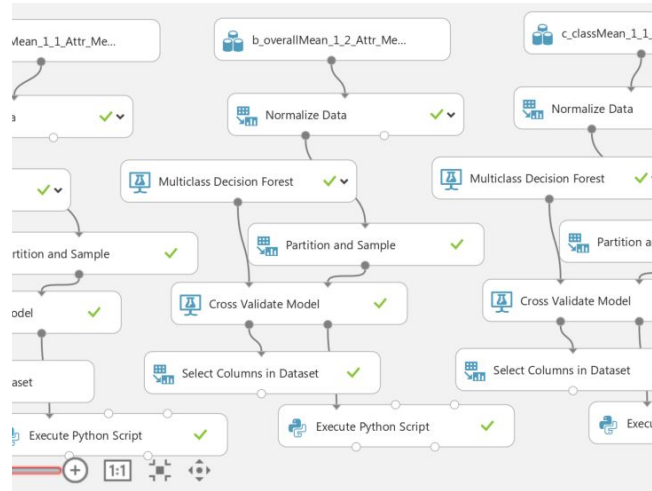 Mean_1_1_Attr_Me...
b_overallMean_1_2_Attr_Me...
c_classMean_1_1_
Normalize Data
Normalize Data
Multiclass Decision Forest
Multiclass Decision Forest
rtition and Sample
Partition and Sample
Partition a
odel
Cross Validate Model
Cross Validate Model
aset
Select Columns in Dataset
Select Columns in Dataset
Execute Python Script
Execute Python Script
Execu
1:1